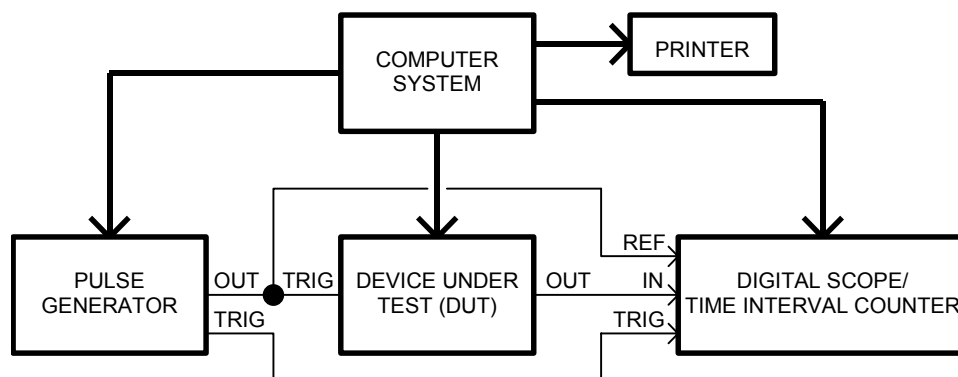 COMPUTER
SYSTEM
PRINTER
REF
PULSE
GENERATOR
OUT
TRIG
DEVICE UNDER
TEST (DUT)
OUT
IN
DIGITAL SCOPE/
TIME INTERVAL COUNTER
TRIG
TRIG